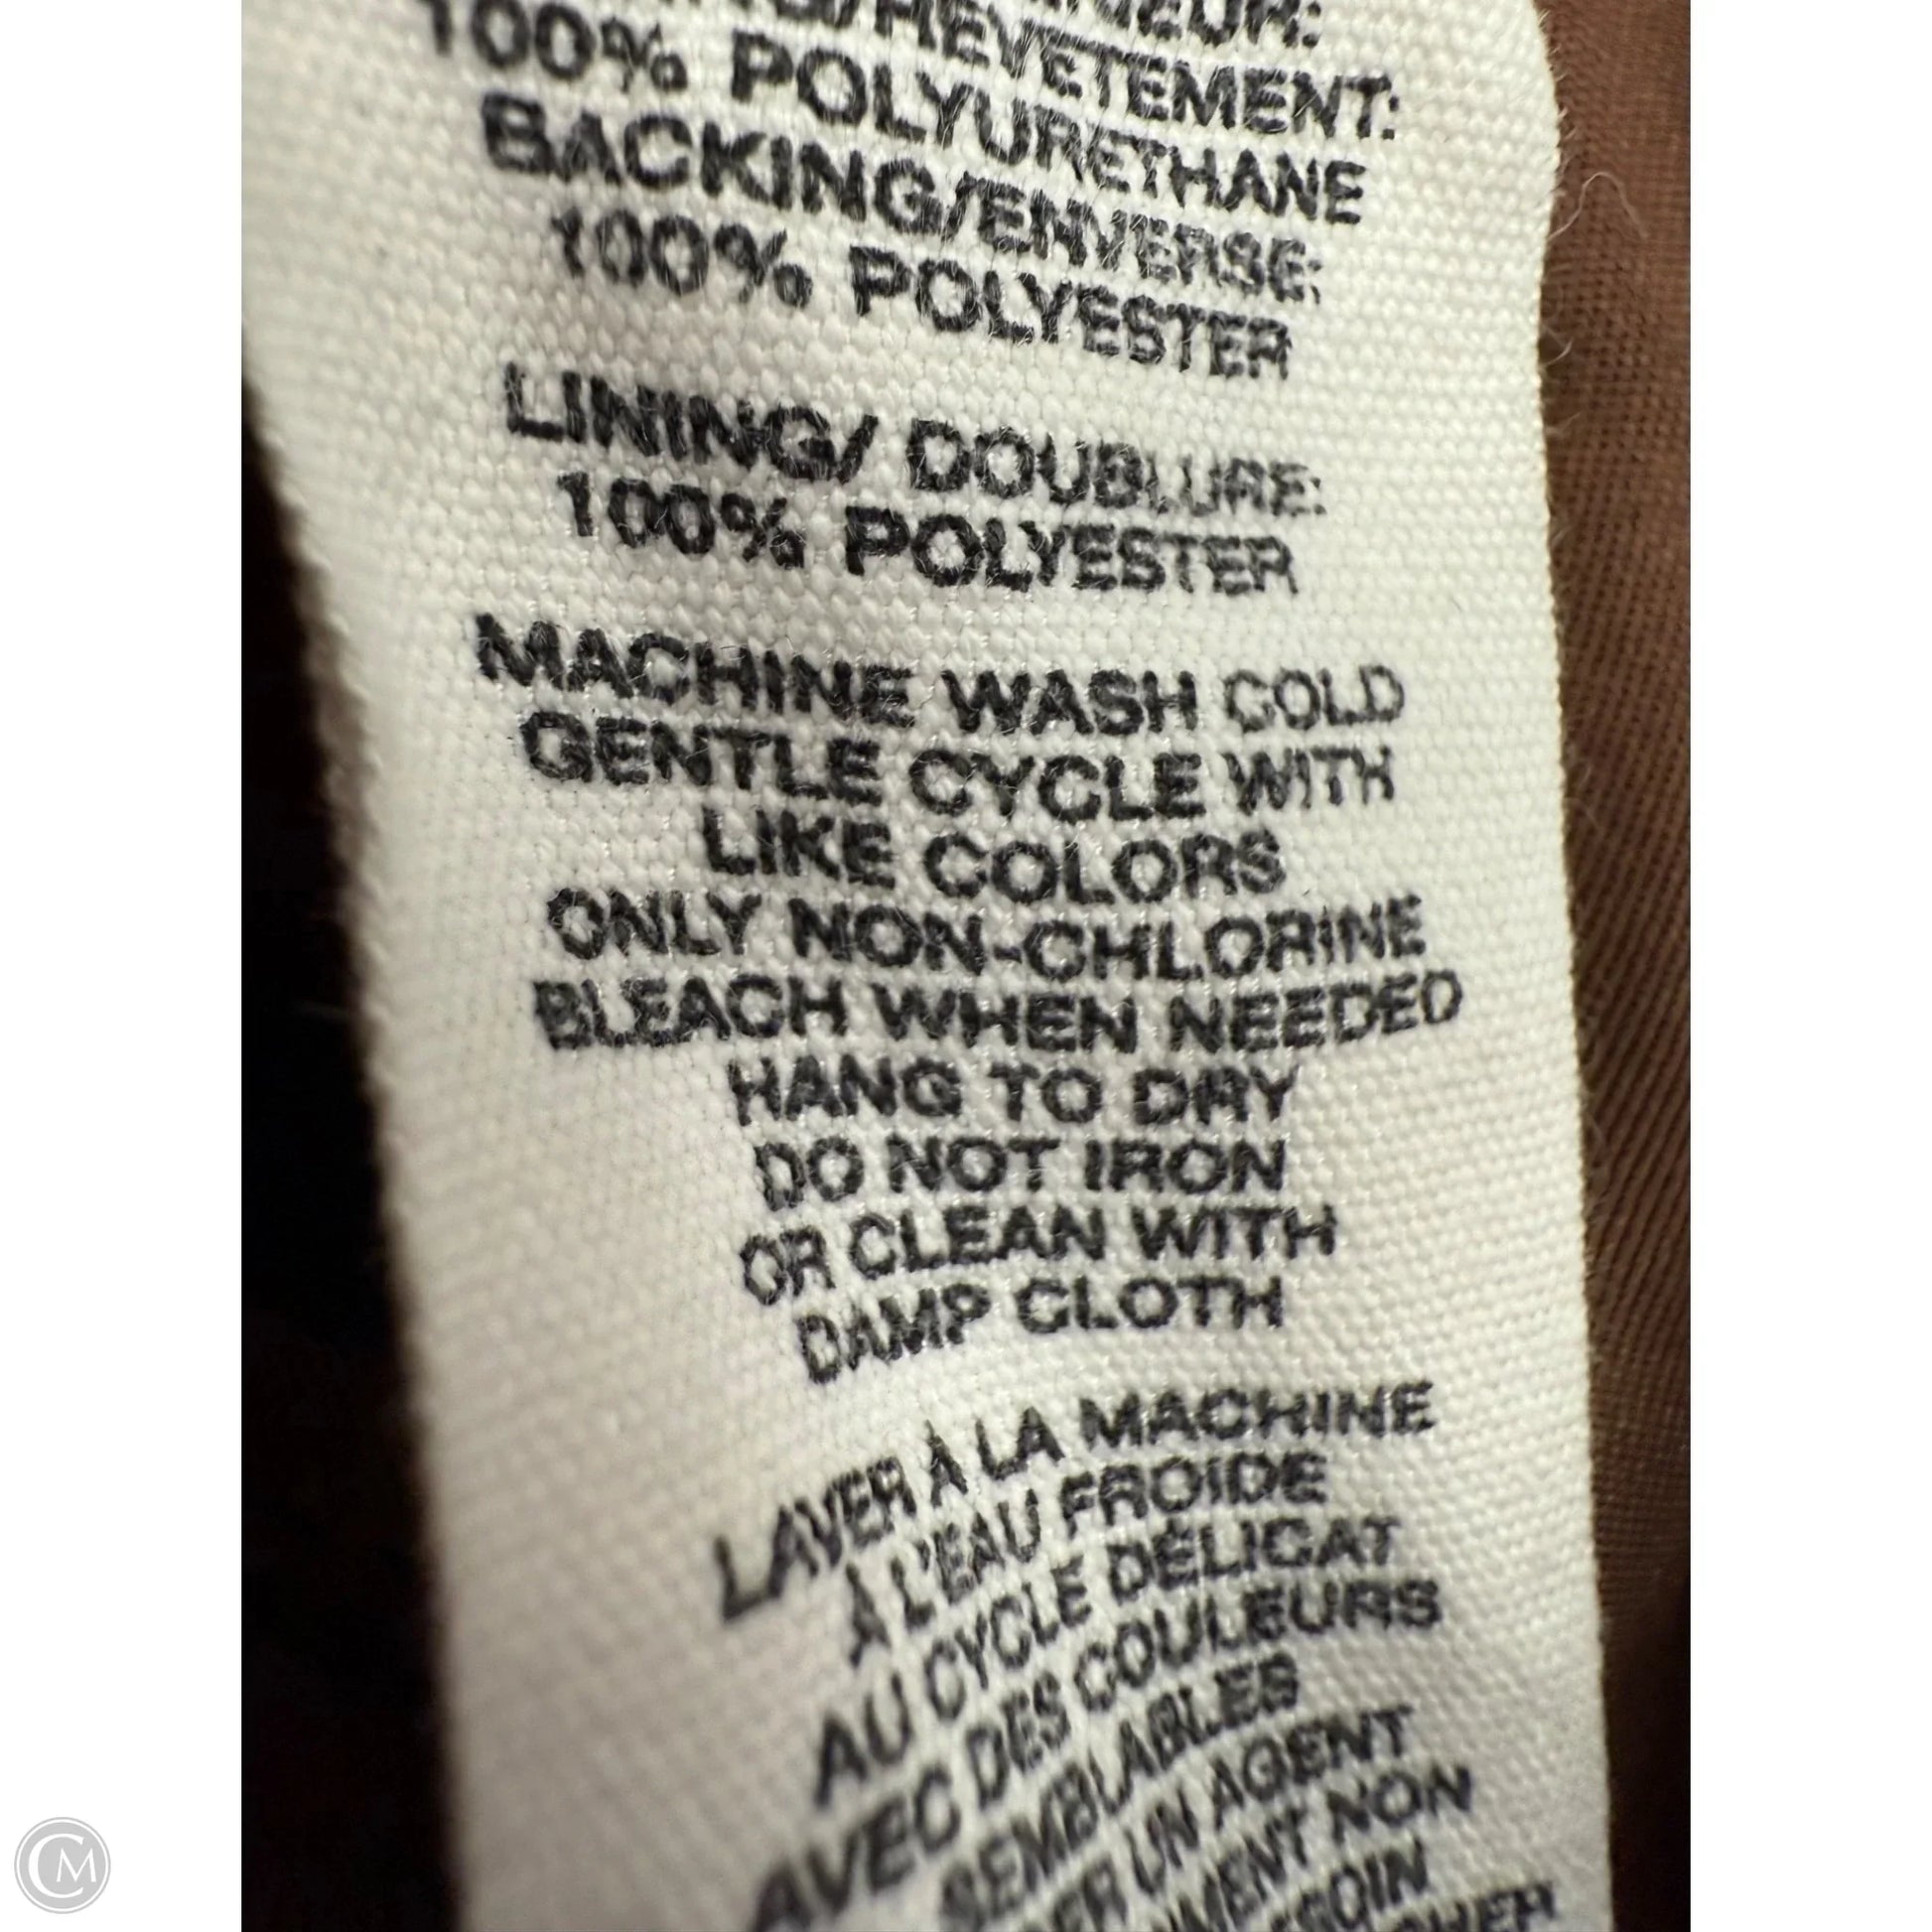 100% POLYURETHANE
BACKING/ENVERSE:
100% POLYESTER
LINING/ DOUBLURE:
100% POLYESTER
MACHINE WASH COLD
GENTLE CYCLE WITH
LIKE COLORS
ONLY NON-CHLORINE
BLEACH WHEN NEEDED
HANG TO DRY
DO NOT IRON
OR CLEAN WITH
DAMP CLOTH
LAVER À LA MACHINE
À L'EAU FROIDE
AU CYCLE DÉLICAT
AVEC DES COULEURS
SEMBLABLES
UN AGENT
NON
CM